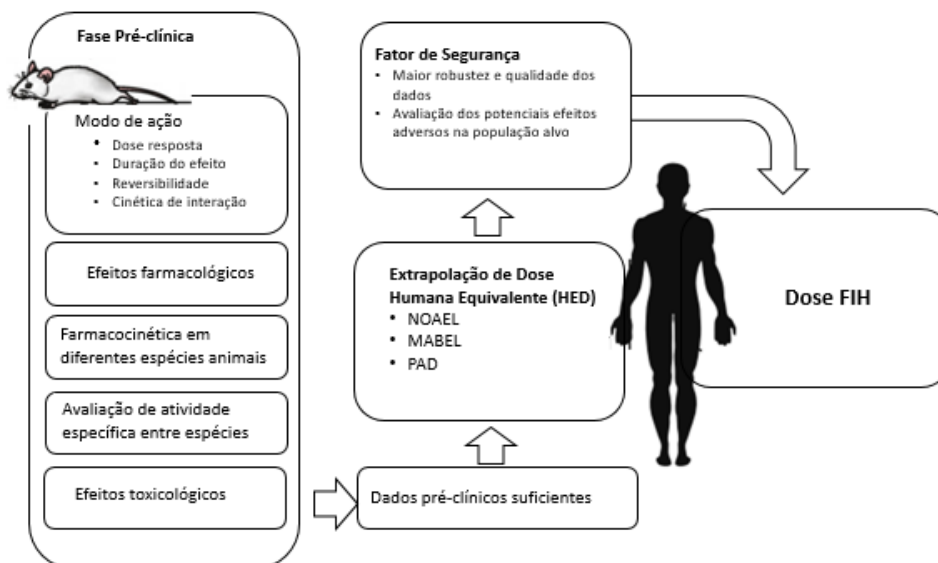 Fase Pré-clínica
Modo de ação
• Dose resposta
• Duração do efeito
• Reversibilidade
• Cinética de interação
Efeitos farmacológicos
Farmacocinética em
diferentes espécies animais
Avaliação de atividade
específica entre espécies
Efeitos toxicológicos
Dados pré-clínicos suficientes
Extrapolação de Dose
Humana Equivalente (HED)
• NOAEL
• MABEL
• PAD
Fator de Segurança
• Maior robustez e qualidade dos
dados
• Avaliação dos potenciais efeitos
adversos na população alvo
Dose FIH